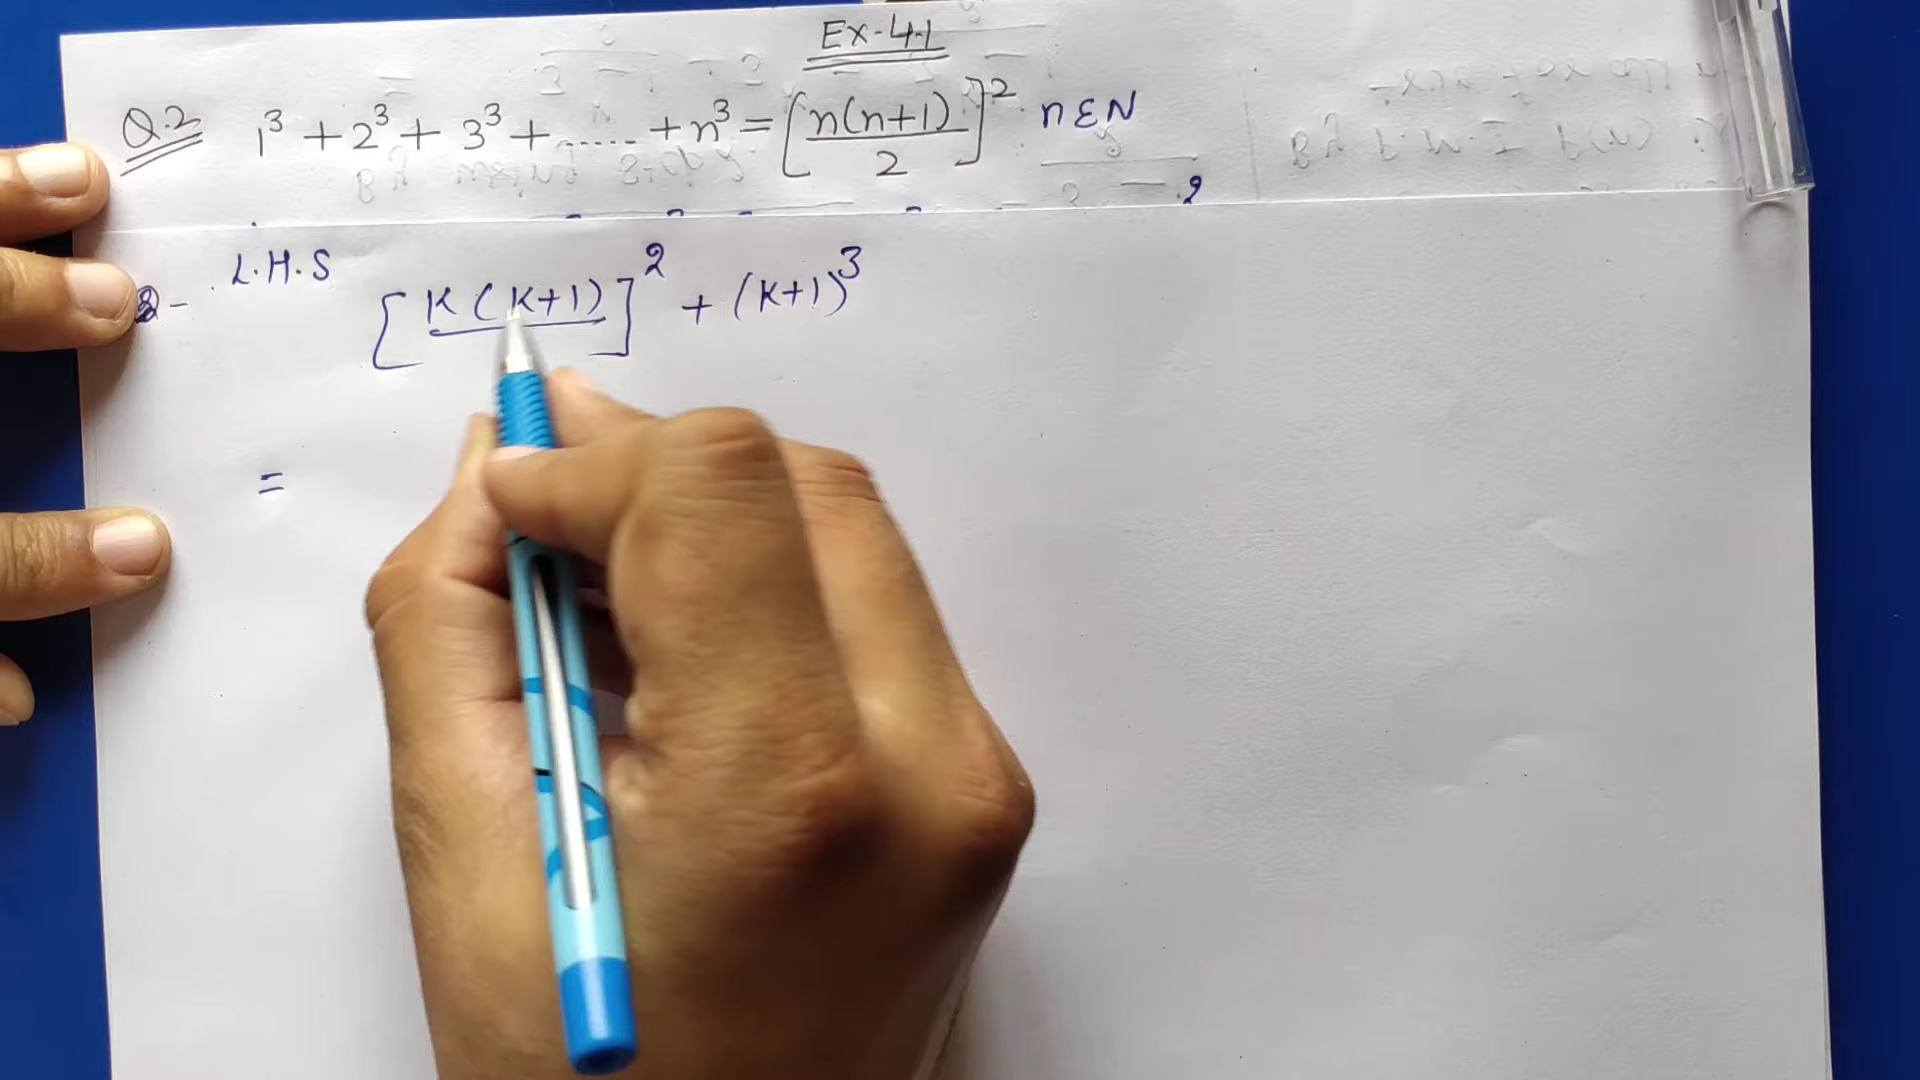 Ex-4.1
Q.2 1³ + 2³ + 3³ + ..... + n³ = [n(n+1)/2]² n ∈ N
L.H.S
[K(K+1)]² + (K+1)³
=